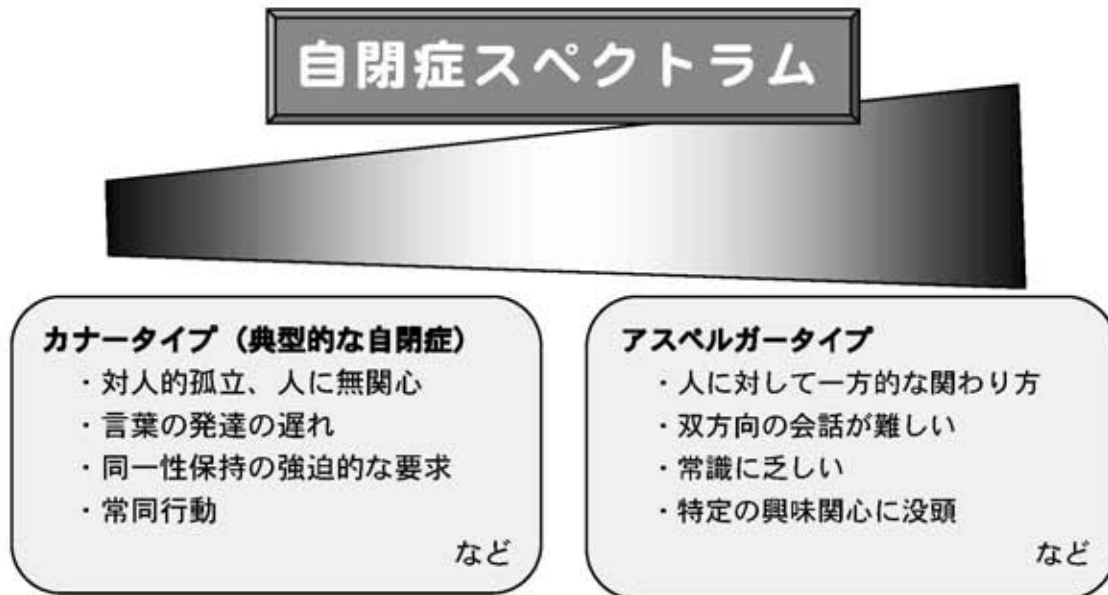 自閉症スペクトラム
カナータイプ（典型的な自閉症）
・対人的孤立、人に無関心
・言葉の発達の遅れ
・同一性保持の強迫的な要求
・常同行動
など
アスペルガータイプ
・人に対して一方的な関わり方
・双方向の会話が難しい
・常識に乏しい
・特定の興味関心に没頭
など